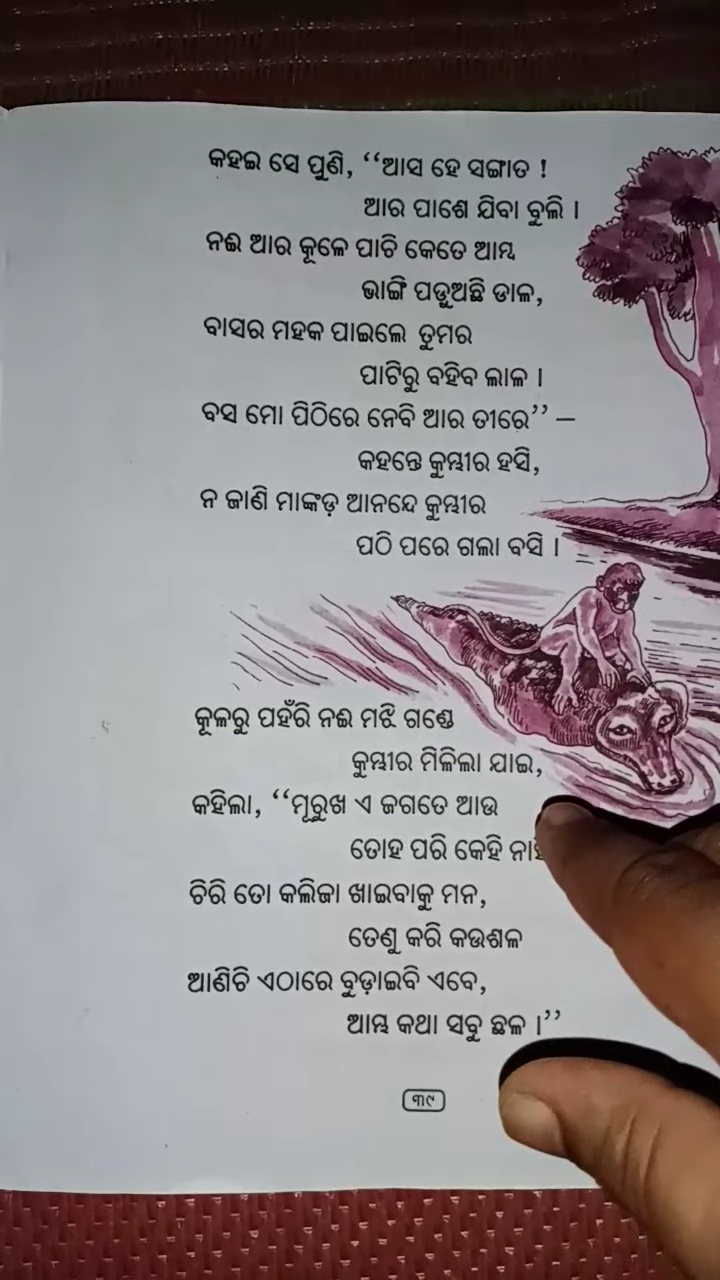 କହଇ ସେ ପୁଣି, “ଆସ ହେ ସଙ୍ଗାତ !
ଆର ପାଶେ ଯିବା ବୁଲି ।
ନଈ ଆର କୂଳେ ପାଚି କେତେ ଆମ୍ଭ
ଭାଙ୍ଗି ପଡୁଅଛି ଡାଳ,
ବାସର ମହକ ପାଇଲେ ତୁମର
ପାଟିରୁ ବହିବ ଲାଳ ।
ବସ ମୋ ପିଠିରେ ନେବି ଆର ତୀରେ” –
କହନ୍ତେ କୁମ୍ଭୀର ହସି,
ନ ଜାଣି ମାଙ୍କଡ଼ ଆନନ୍ଦେ କୁମ୍ଭୀର
ପଠି ପରେ ଗଲା ବସି ।
କୂଳରୁ ପହଁରି ନଈ ମଝି ଗଣ୍ଡେ
କୁମ୍ଭୀର ମିଳିଲା ଯାଇ,
କହିଲା, “ମୂରୁଖ ଏ ଜଗତେ ଆଉ
ତୋହ ପରି କେହି
ଚିରି ତୋ କଲିଜା ଖାଇବାକୁ ମନ,
ତେଣୁ କରି କଉଶଳ
ଆଣିଚି ଏଠାରେ ବୁଡ଼ାଇବି ଏବେ,
ଆମ୍ଭ କଥା ସବୁ ଛଳ ।”
୩୯